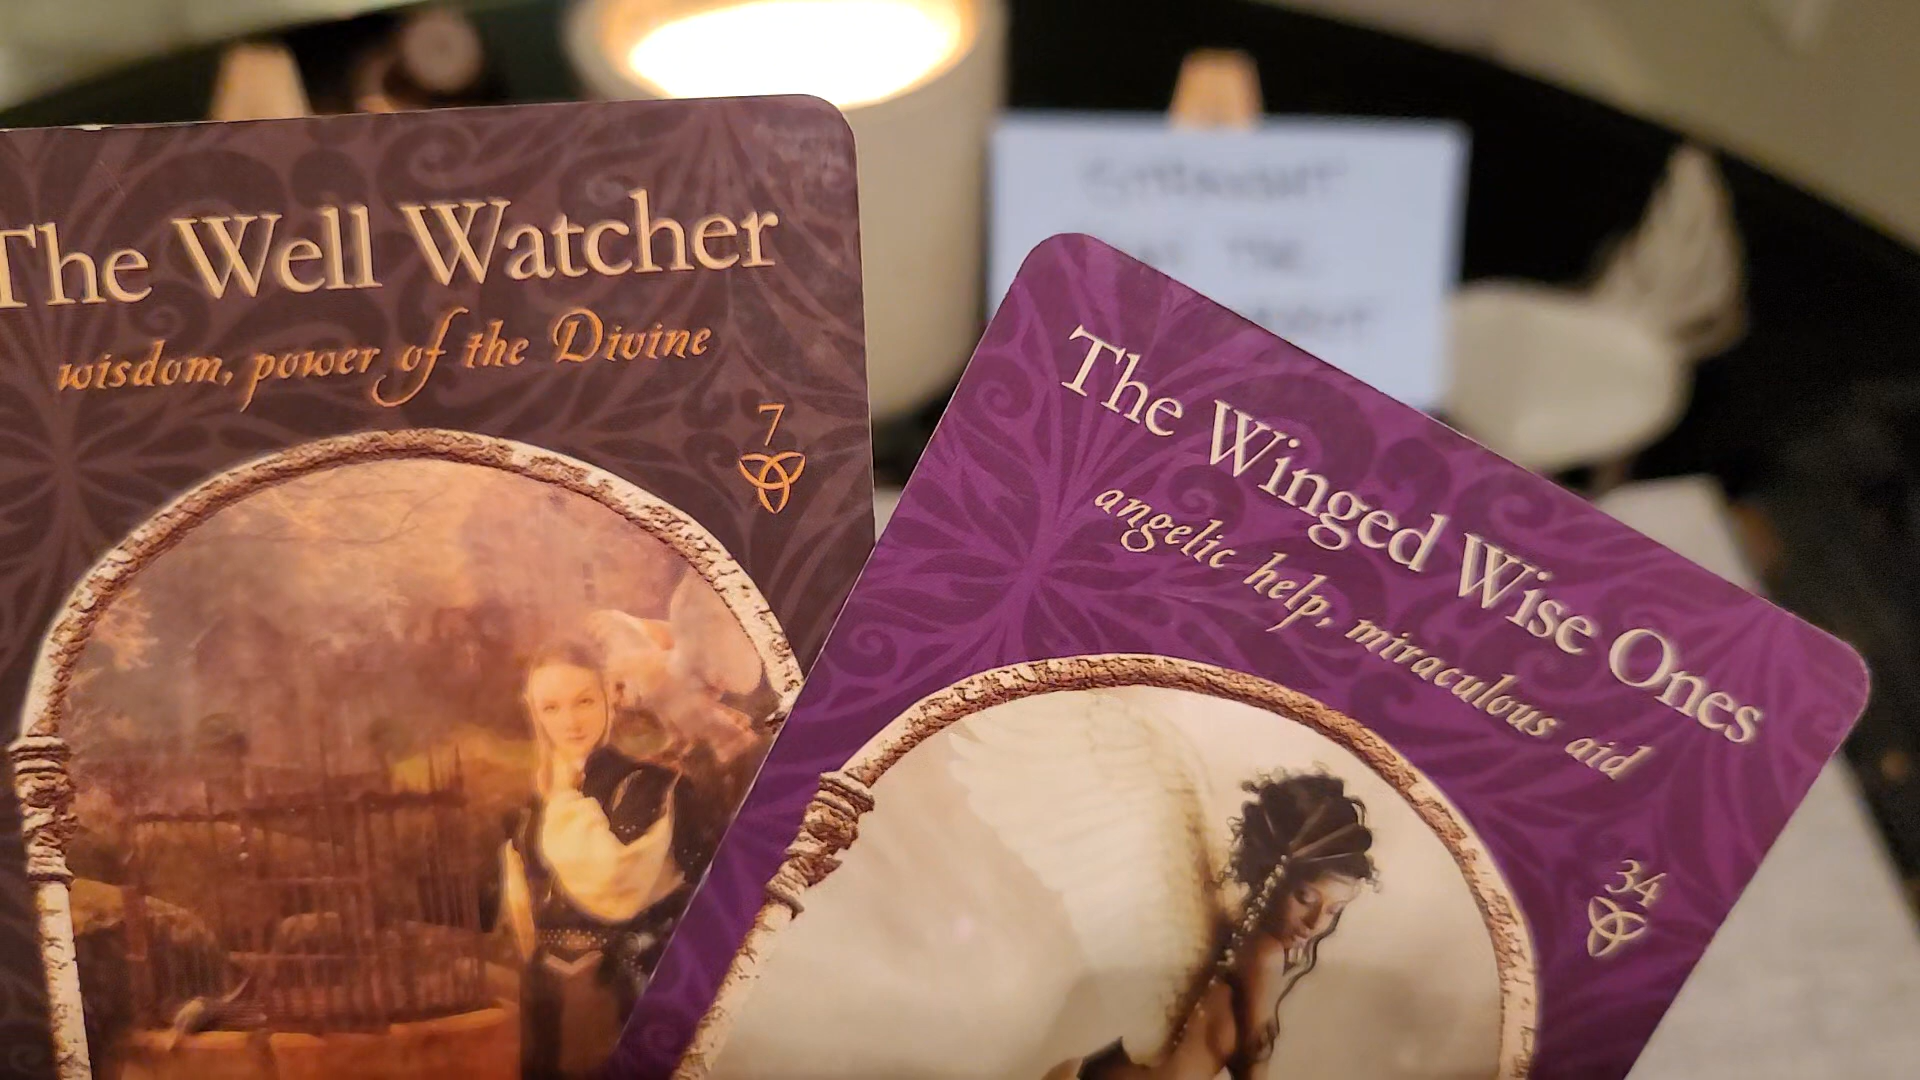 The Well Watcher
wisdom, power of the Divine
7
The Winged Wise Ones
angelic help, miraculous aid
34